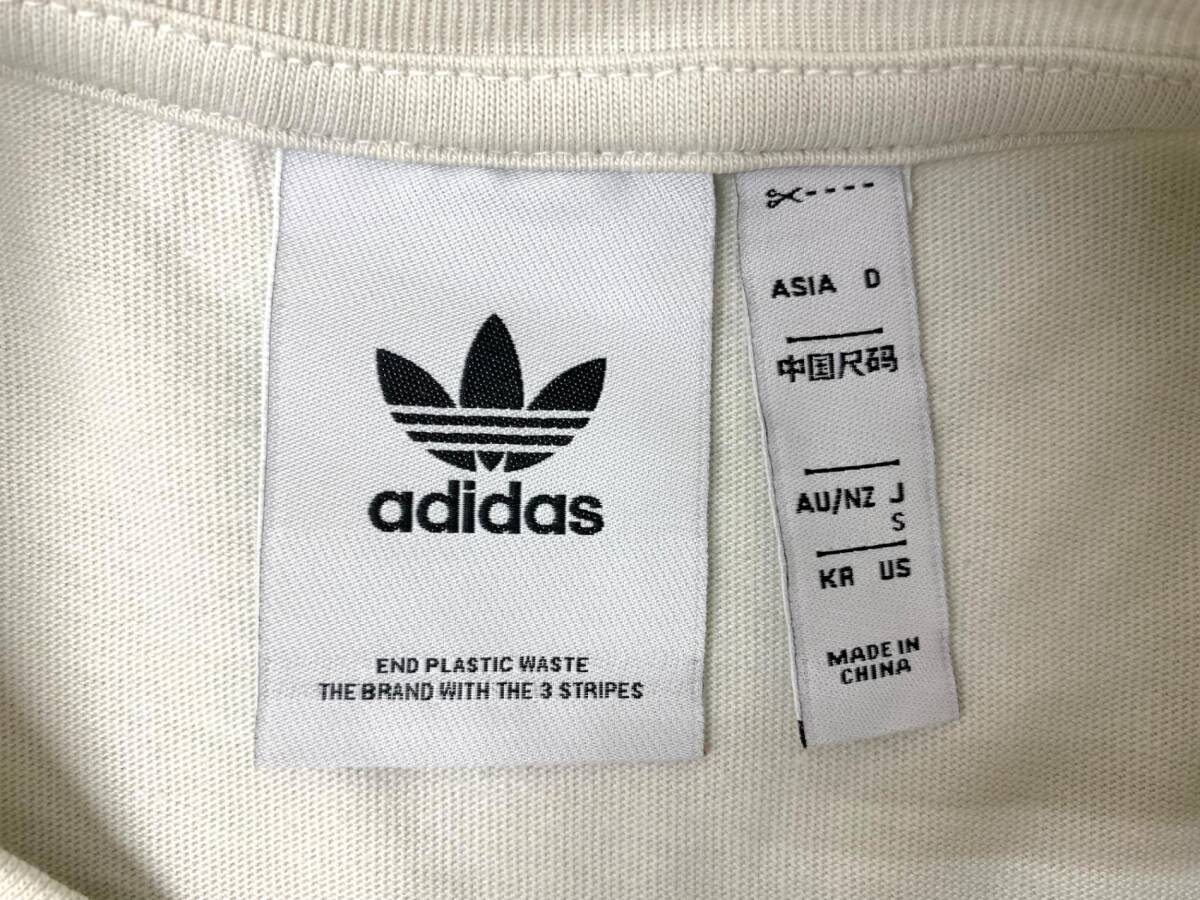 adidas
END PLASTIC WASTE
THE BRAND WITH THE 3 STRIPES
ASIA D
中国尺码
AU/NZ J
S
KR US
MADE IN
CHINA